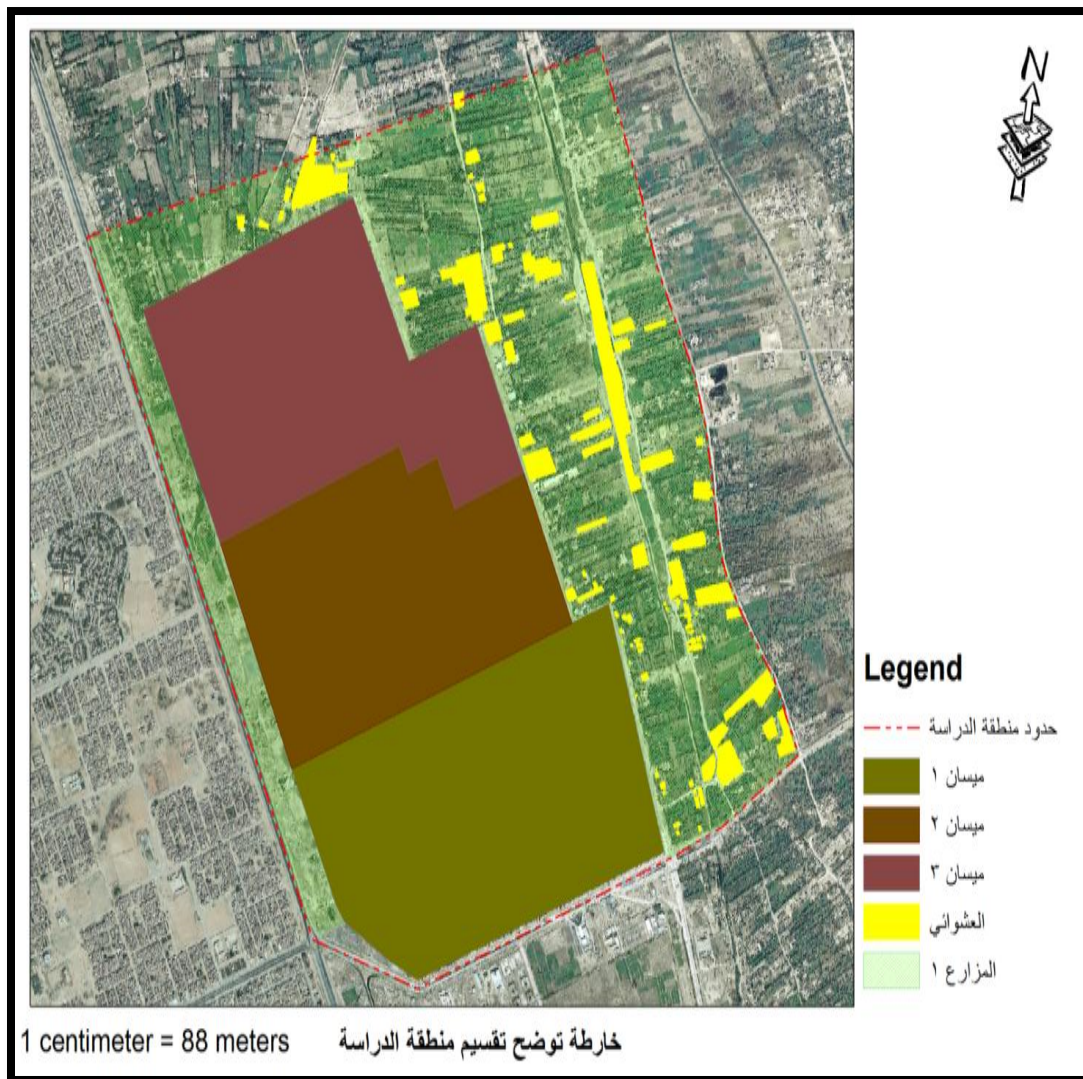 N
Legend
حدود منطقة الدراسة
ميسان ١
ميسان ٢
ميسان ٣
العشوائي
المزارع ١
1 centimeter = 88 meters
خارطة توضح تقسيم منطقة الدراسة